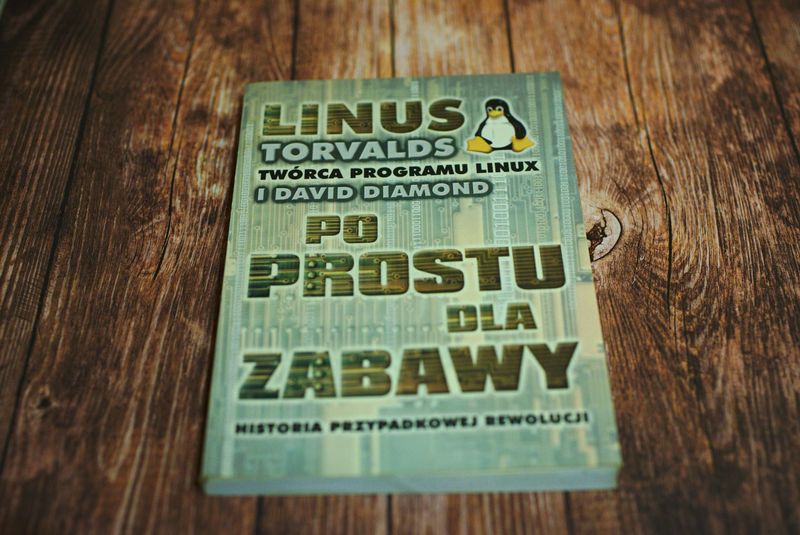 LINUS
TORVALDS
TWÓRCA PROGRAMU LINUX
I DAVID DIAMOND
PO
PROSTU
DLA
ZABAWY
HISTORIA PRZYPADKOWEJ REWOLUCJI